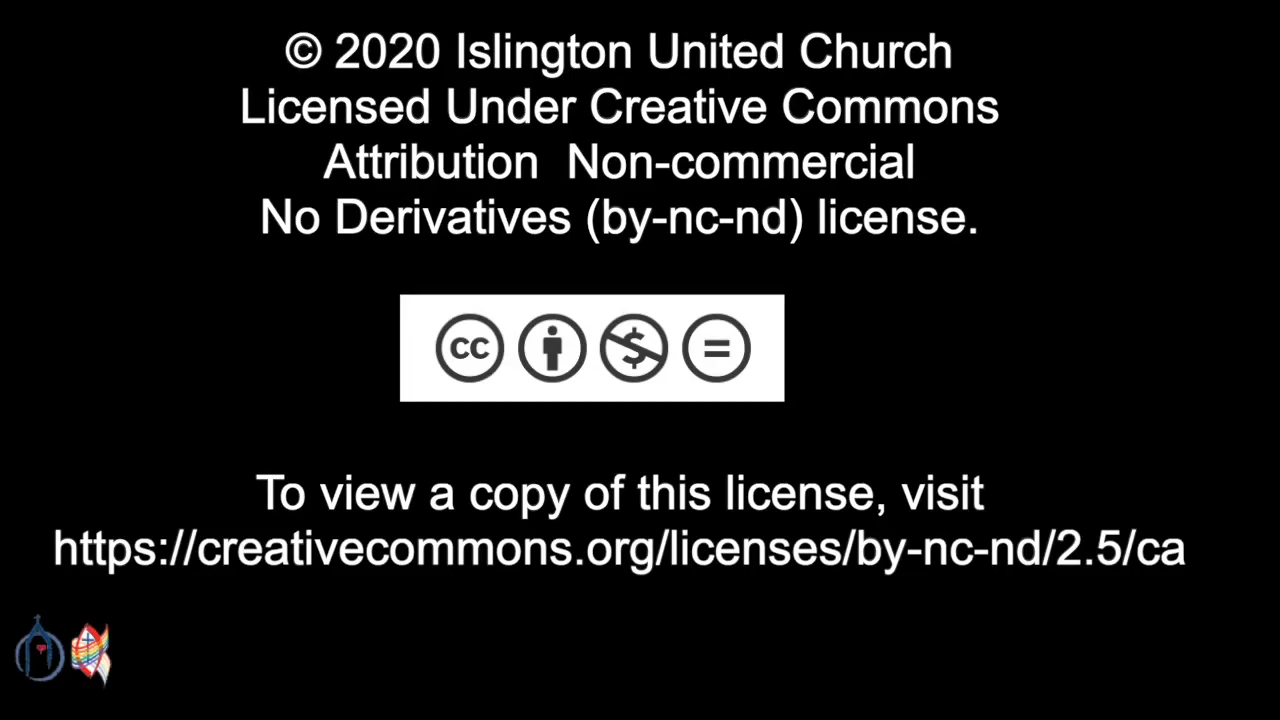 © 2020 Islington United Church
Licensed Under Creative Commons
Attribution  Non-commercial
No Derivatives (by-nc-nd) license.
cc $ =
To view a copy of this license, visit
https://creativecommons.org/licenses/by-nc-nd/2.5/ca